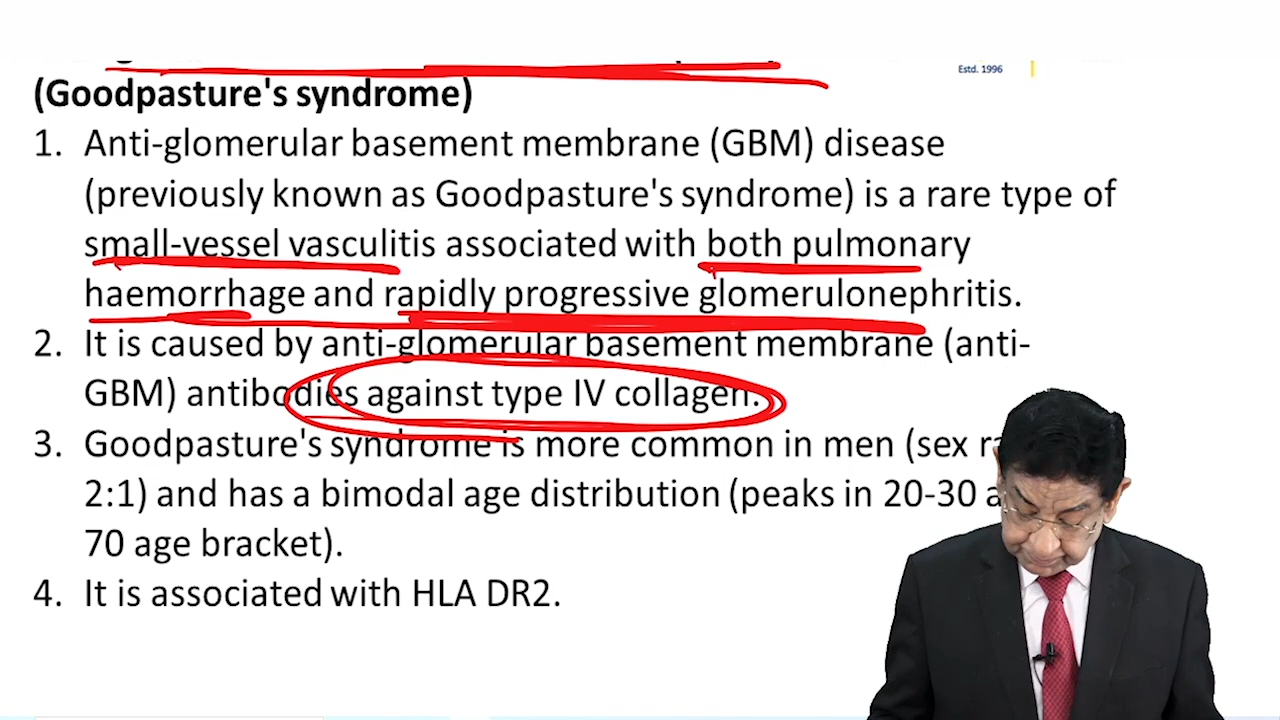 Estd. 1996
(Goodpasture's syndrome)
1. Anti-glomerular basement membrane (GBM) disease
(previously known as Goodpasture's syndrome) is a rare type of
small-vessel vasculitis associated with both pulmonary
haemorrhage and rapidly progressive glomerulonephritis.
2. It is caused by anti-glomerular basement membrane (anti-
GBM) antibodies against type IV collagen.
3. Goodpasture's syndrome is more common in men (sex
2:1) and has a bimodal age distribution (peaks in 20-30
70 age bracket).
4. It is associated with HLA DR2.